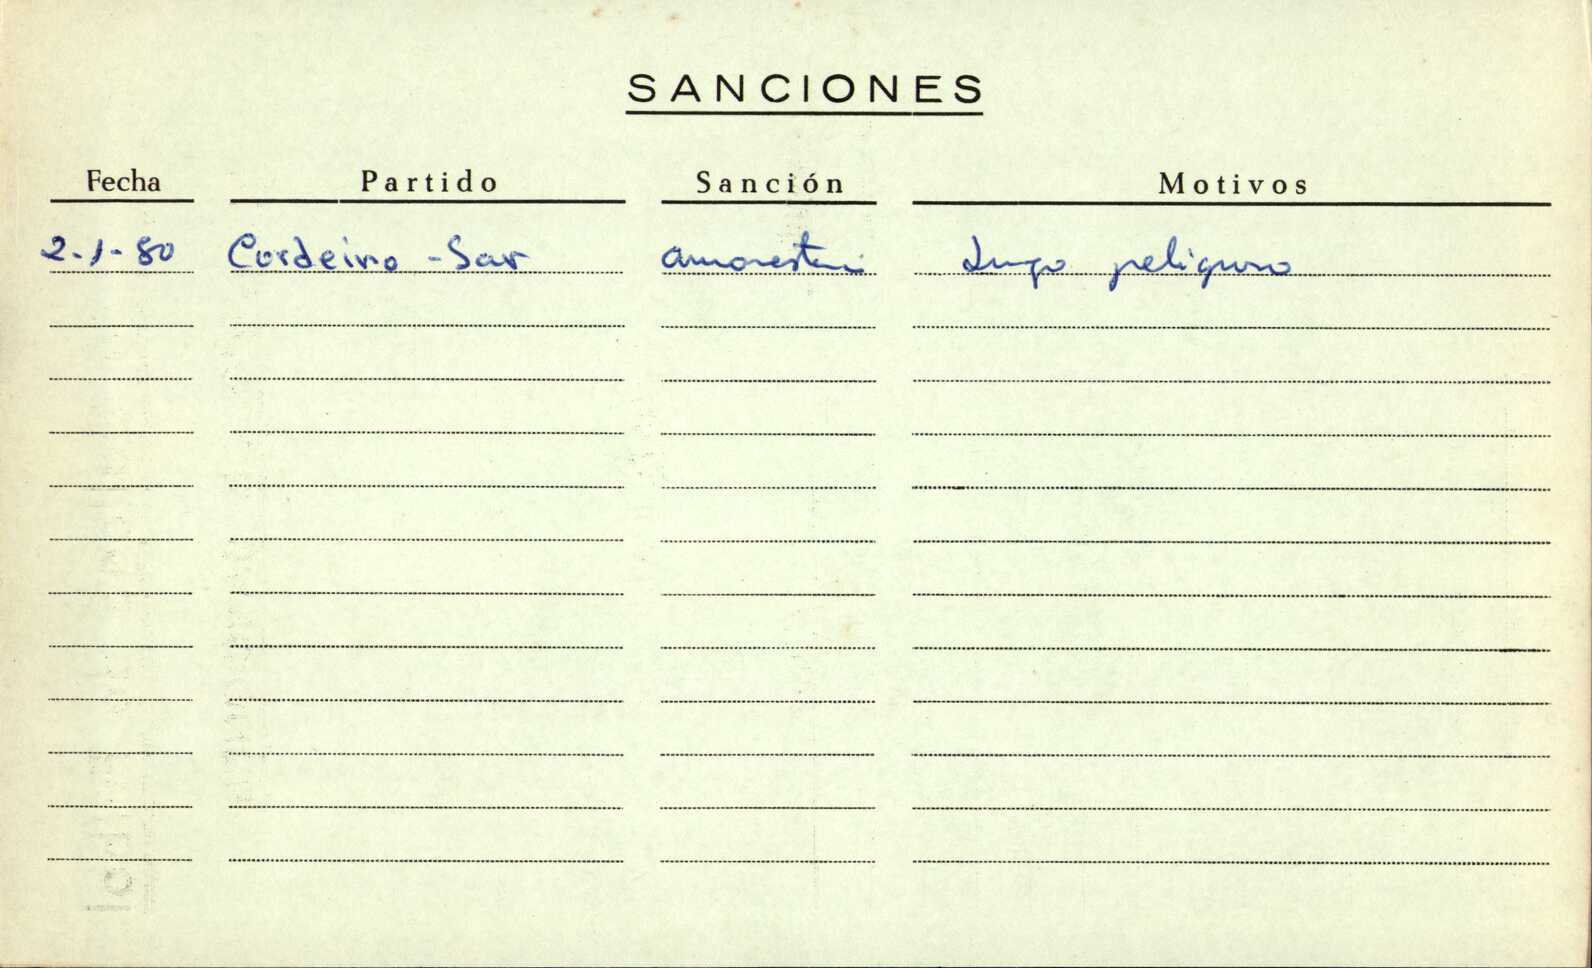 SANCIONES
Fecha Partido Sanción Motivos
2-1-80 Cordeiro - Sar amonestación Juego peligroso